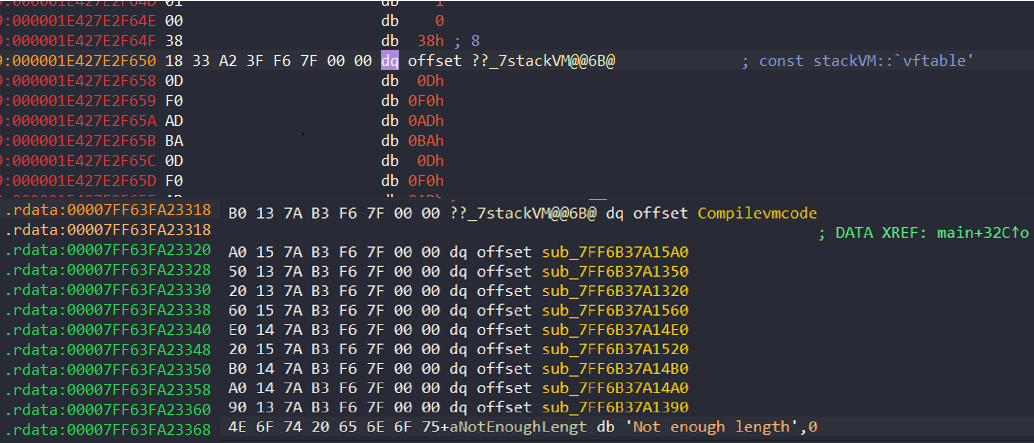 9:000001E427E2F64D 01 db 1
9:000001E427E2F64E 00 db 0
9:000001E427E2F64F 38 db 38h ; 8
9:000001E427E2F650 18 33 A2 3F F6 7F 00 00 dq offset ??_7stackVM@@6B@ ; const stackVM::`vftable'
9:000001E427E2F658 0D db 0Dh
9:000001E427E2F659 F0 db 0F0h
9:000001E427E2F65A AD db 0ADh
9:000001E427E2F65B BA db 0BAh
9:000001E427E2F65C 0D db 0Dh
9:000001E427E2F65D F0 db 0F0h
.rdata:00007FF63FA23318 B0 13 7A B3 F6 7F 00 00 ??_7stackVM@@6B@ dq offset Compilevmcode
.rdata:00007FF63FA23318 ; DATA XREF: main+32C↑o
.rdata:00007FF63FA23320 A0 15 7A B3 F6 7F 00 00 dq offset sub_7FF6B37A15A0
.rdata:00007FF63FA23328 50 13 7A B3 F6 7F 00 00 dq offset sub_7FF6B37A1350
.rdata:00007FF63FA23330 20 13 7A B3 F6 7F 00 00 dq offset sub_7FF6B37A1320
.rdata:00007FF63FA23338 60 15 7A B3 F6 7F 00 00 dq offset sub_7FF6B37A1560
.rdata:00007FF63FA23340 E0 14 7A B3 F6 7F 00 00 dq offset sub_7FF6B37A14E0
.rdata:00007FF63FA23348 20 15 7A B3 F6 7F 00 00 dq offset sub_7FF6B37A1520
.rdata:00007FF63FA23350 B0 14 7A B3 F6 7F 00 00 dq offset sub_7FF6B37A14B0
.rdata:00007FF63FA23358 A0 14 7A B3 F6 7F 00 00 dq offset sub_7FF6B37A14A0
.rdata:00007FF63FA23360 90 13 7A B3 F6 7F 00 00 dq offset sub_7FF6B37A1390
.rdata:00007FF63FA23368 4E 6F 74 20 65 6E 6F 75+aNotEnoughLengt db 'Not enough length',0